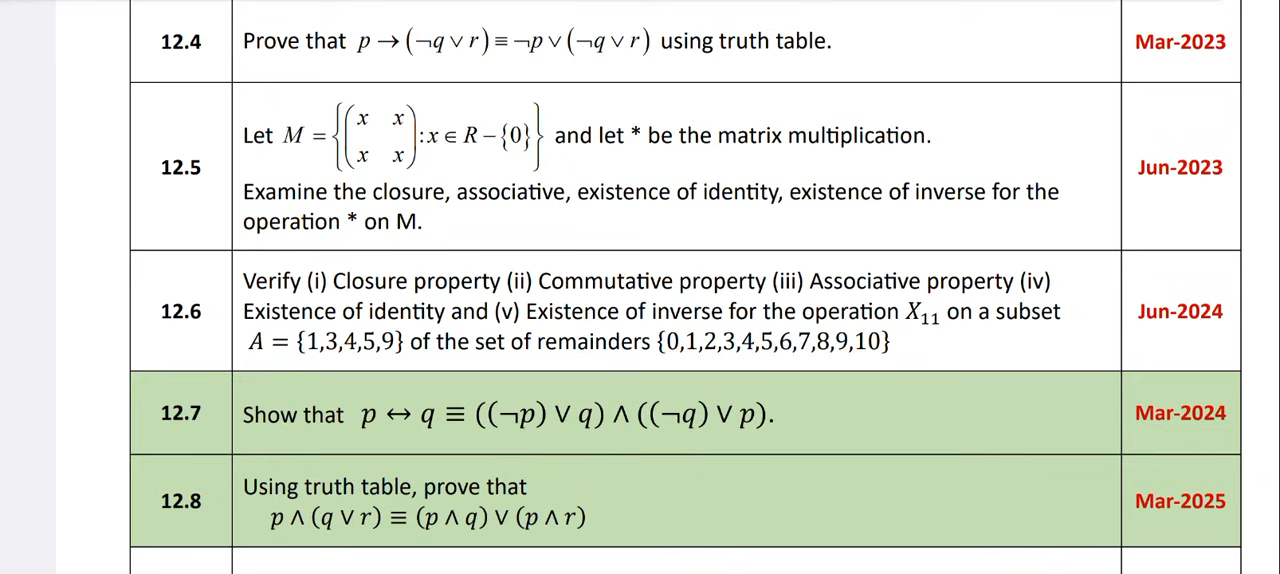 12.4 Prove that p → (¬q ∨ r) ≡ ¬p ∨ (¬q ∨ r) using truth table. Mar-2023
12.5 Let M = {(x x
x x) : x ∈ R − {0}} and let * be the matrix multiplication.
Examine the closure, associative, existence of identity, existence of inverse for the
operation * on M. Jun-2023
12.6 Verify (i) Closure property (ii) Commutative property (iii) Associative property (iv)
Existence of identity and (v) Existence of inverse for the operation X₁₁ on a subset
A = {1,3,4,5,9} of the set of remainders {0,1,2,3,4,5,6,7,8,9,10} Jun-2024
12.7 Show that p ↔ q ≡ ((¬p) ∨ q) ∧ ((¬q) ∨ p). Mar-2024
12.8 Using truth table, prove that
p ∧ (q ∨ r) ≡ (p ∧ q) ∨ (p ∧ r) Mar-2025